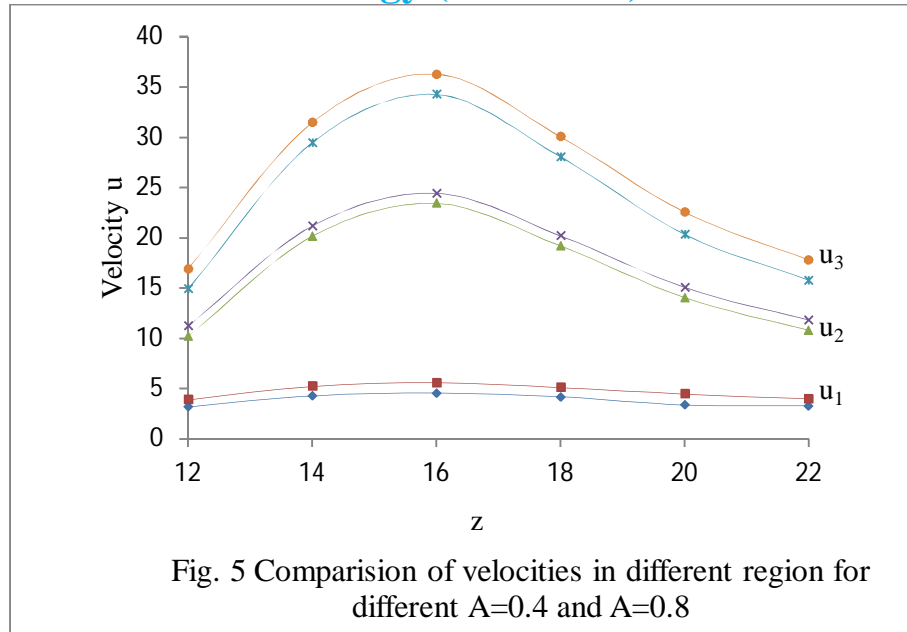 40
35
30
25
20
15
10
5
0
Velocity u
u3
u2
u1
12 14 16 18 20 22
z
Fig. 5 Comparision of velocities in different region for
different A=0.4 and A=0.8